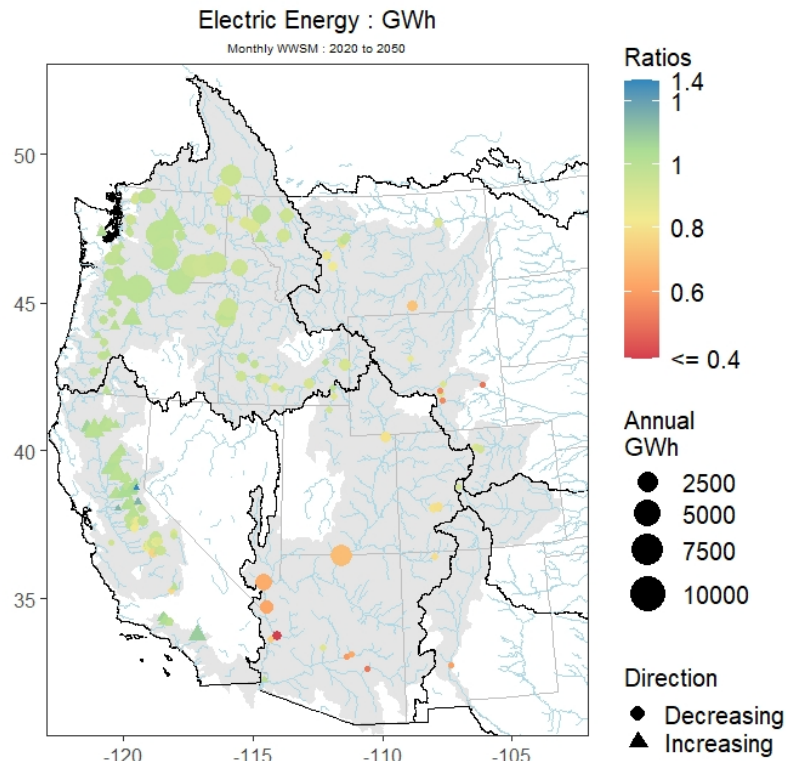 Electric Energy : GWh
Monthly WWSM : 2020 to 2050
Ratios
1.4
1
1
0.8
0.6
<= 0.4
Annual
GWh
2500
5000
7500
10000
Direction
Decreasing
Increasing
50
45
40
35
-120
-115
-110
-105